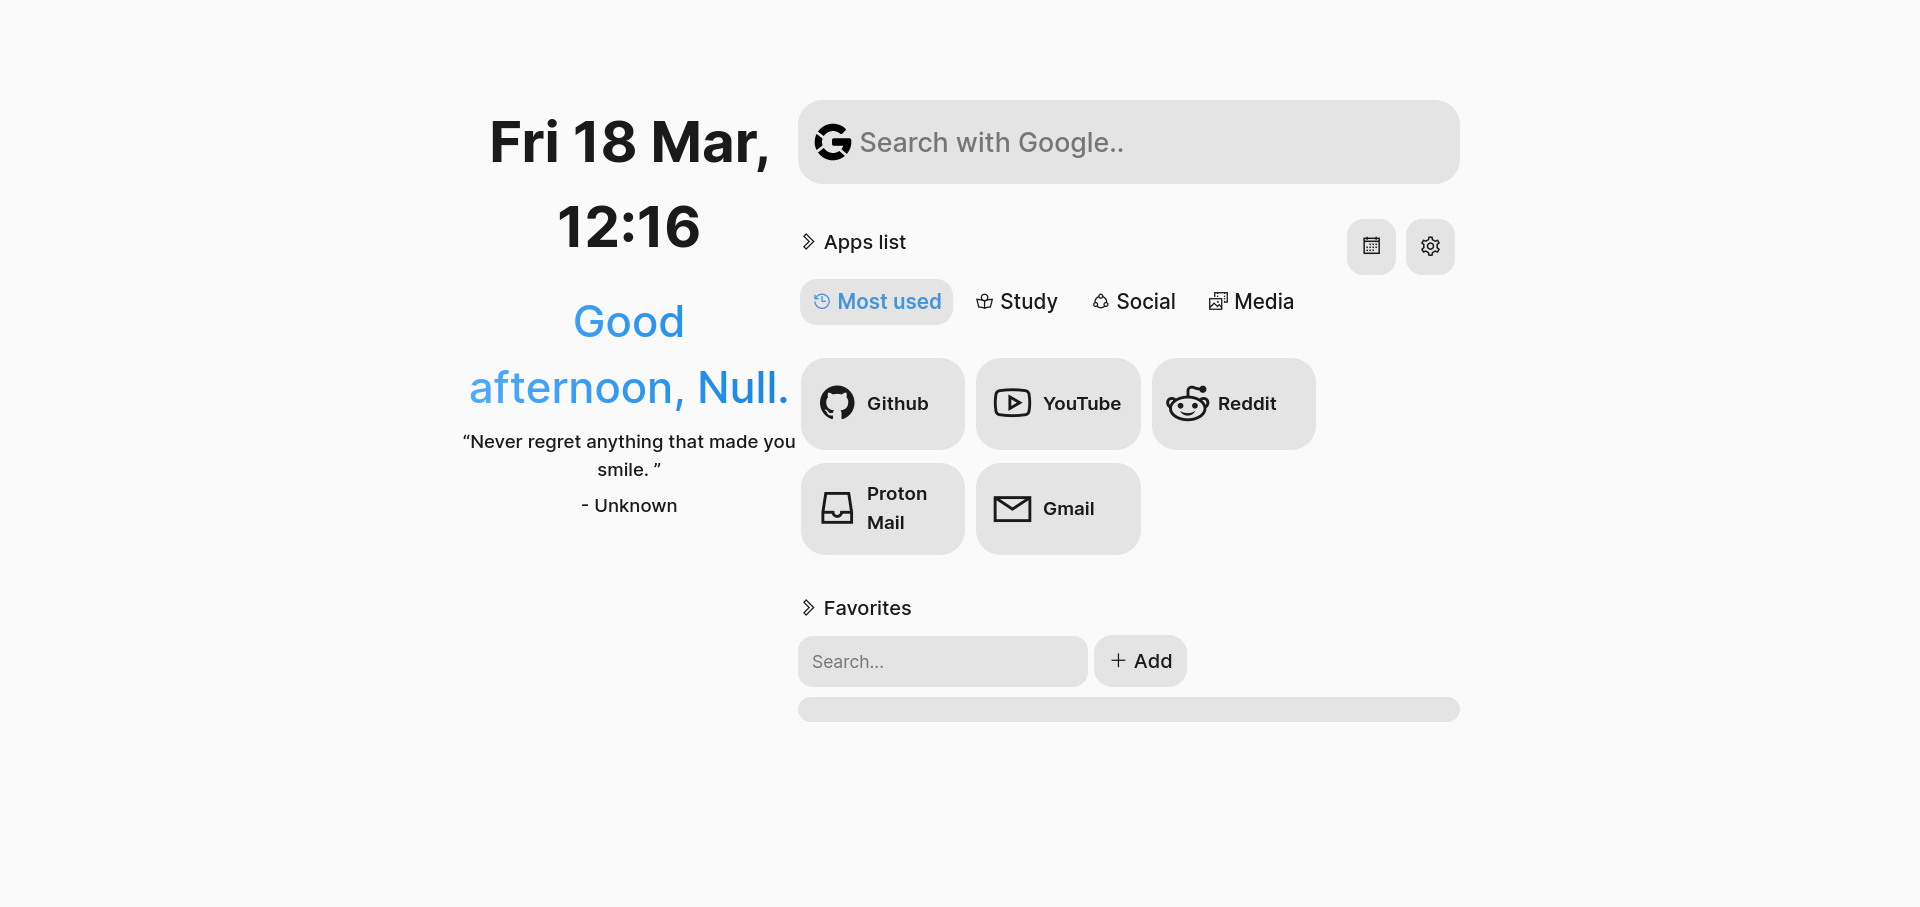 Fri 18 Mar,
12:16
Good
afternoon, Null.
“Never regret anything that made you
smile. ”
- Unknown
Search with Google..
Apps list
Most used
Study
Social
Media
Github
YouTube
Reddit
Proton
Mail
Gmail
Favorites
Search...
Add